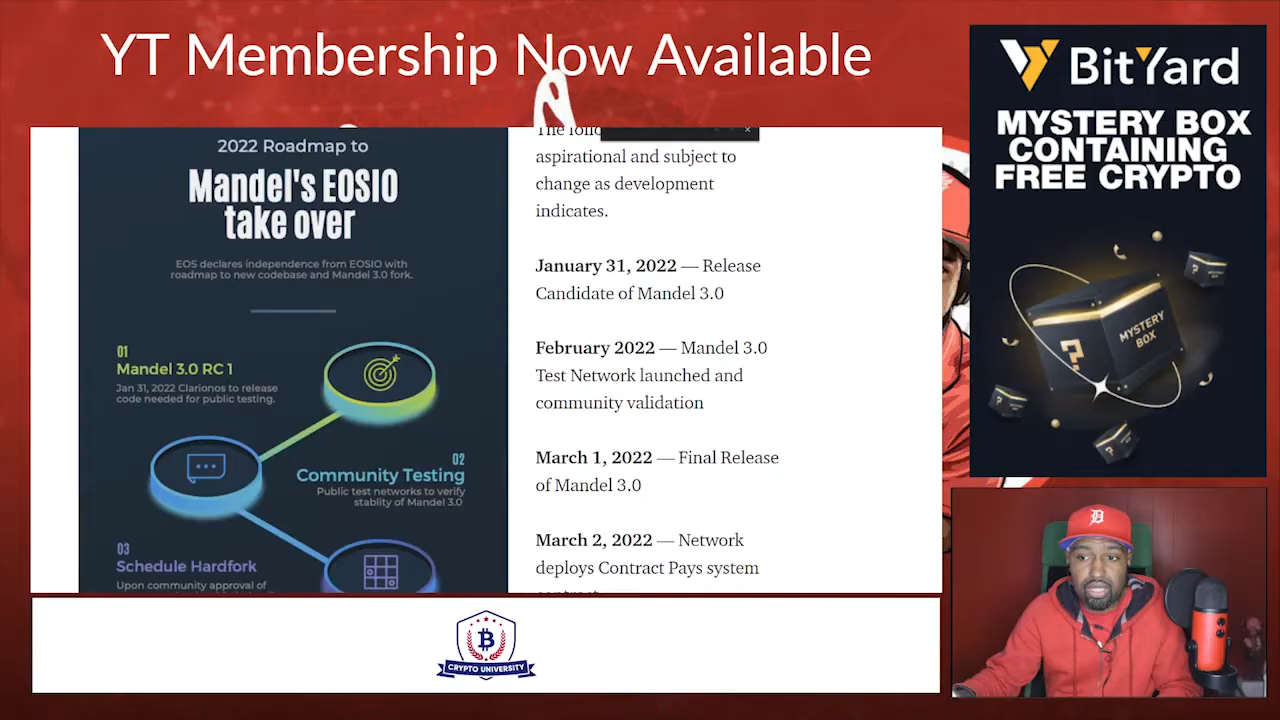 YT Membership Now Available
2022 Roadmap to
Mandel's EOSIO
take over
EOS declares independence from EOSIO with
roadmap to new codebase and Mandel 3.0 fork.
01
Mandel 3.0 RC 1
Jan 31, 2022 Clarionos to release
code needed for public testing.
02
Community Testing
Public test networks to verify
stablity of Mandel 3.0
03
Schedule Hardfork
Upon community approval of
aspirational and subject to
change as development
indicates.
January 31, 2022 — Release
Candidate of Mandel 3.0
February 2022 — Mandel 3.0
Test Network launched and
community validation
March 1, 2022 — Final Release
of Mandel 3.0
March 2, 2022 — Network
deploys Contract Pays system
BitYard
MYSTERY BOX
CONTAINING
FREE CRYPTO
?
MYSTERY
BOX
CRYPTO UNIVERSITY